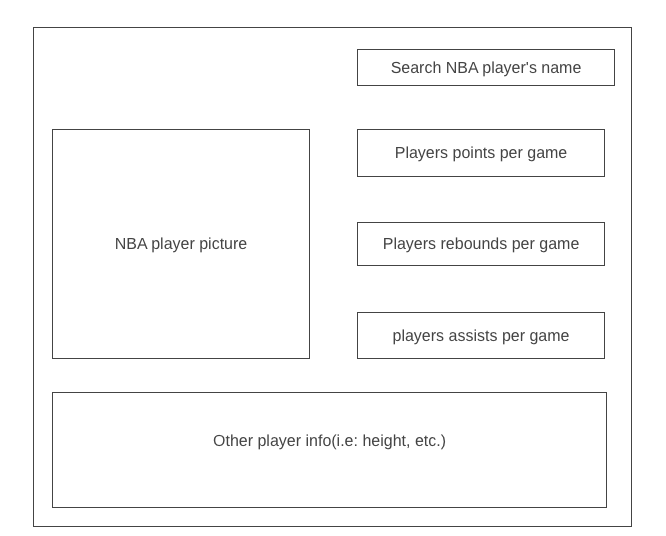 Search NBA player's name
Players points per game
NBA player picture
Players rebounds per game
players assists per game
Other player info(i.e: height, etc.)